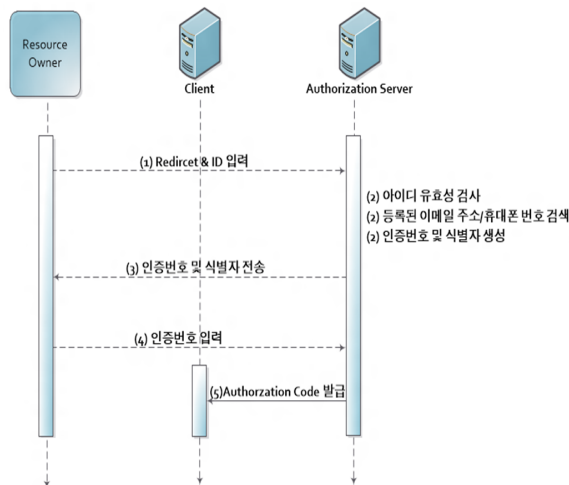 Resource
Owner
Client
Authorization Server
(1) Redircet & ID 입력
(2) 아이디 유효성 검사
(2) 등록된 이메일 주소/휴대폰 번호 검색
(2) 인증번호 및 식별자 생성
(3) 인증번호 및 식별자 전송
(4) 인증번호 입력
(5)Authorzation Code 발급